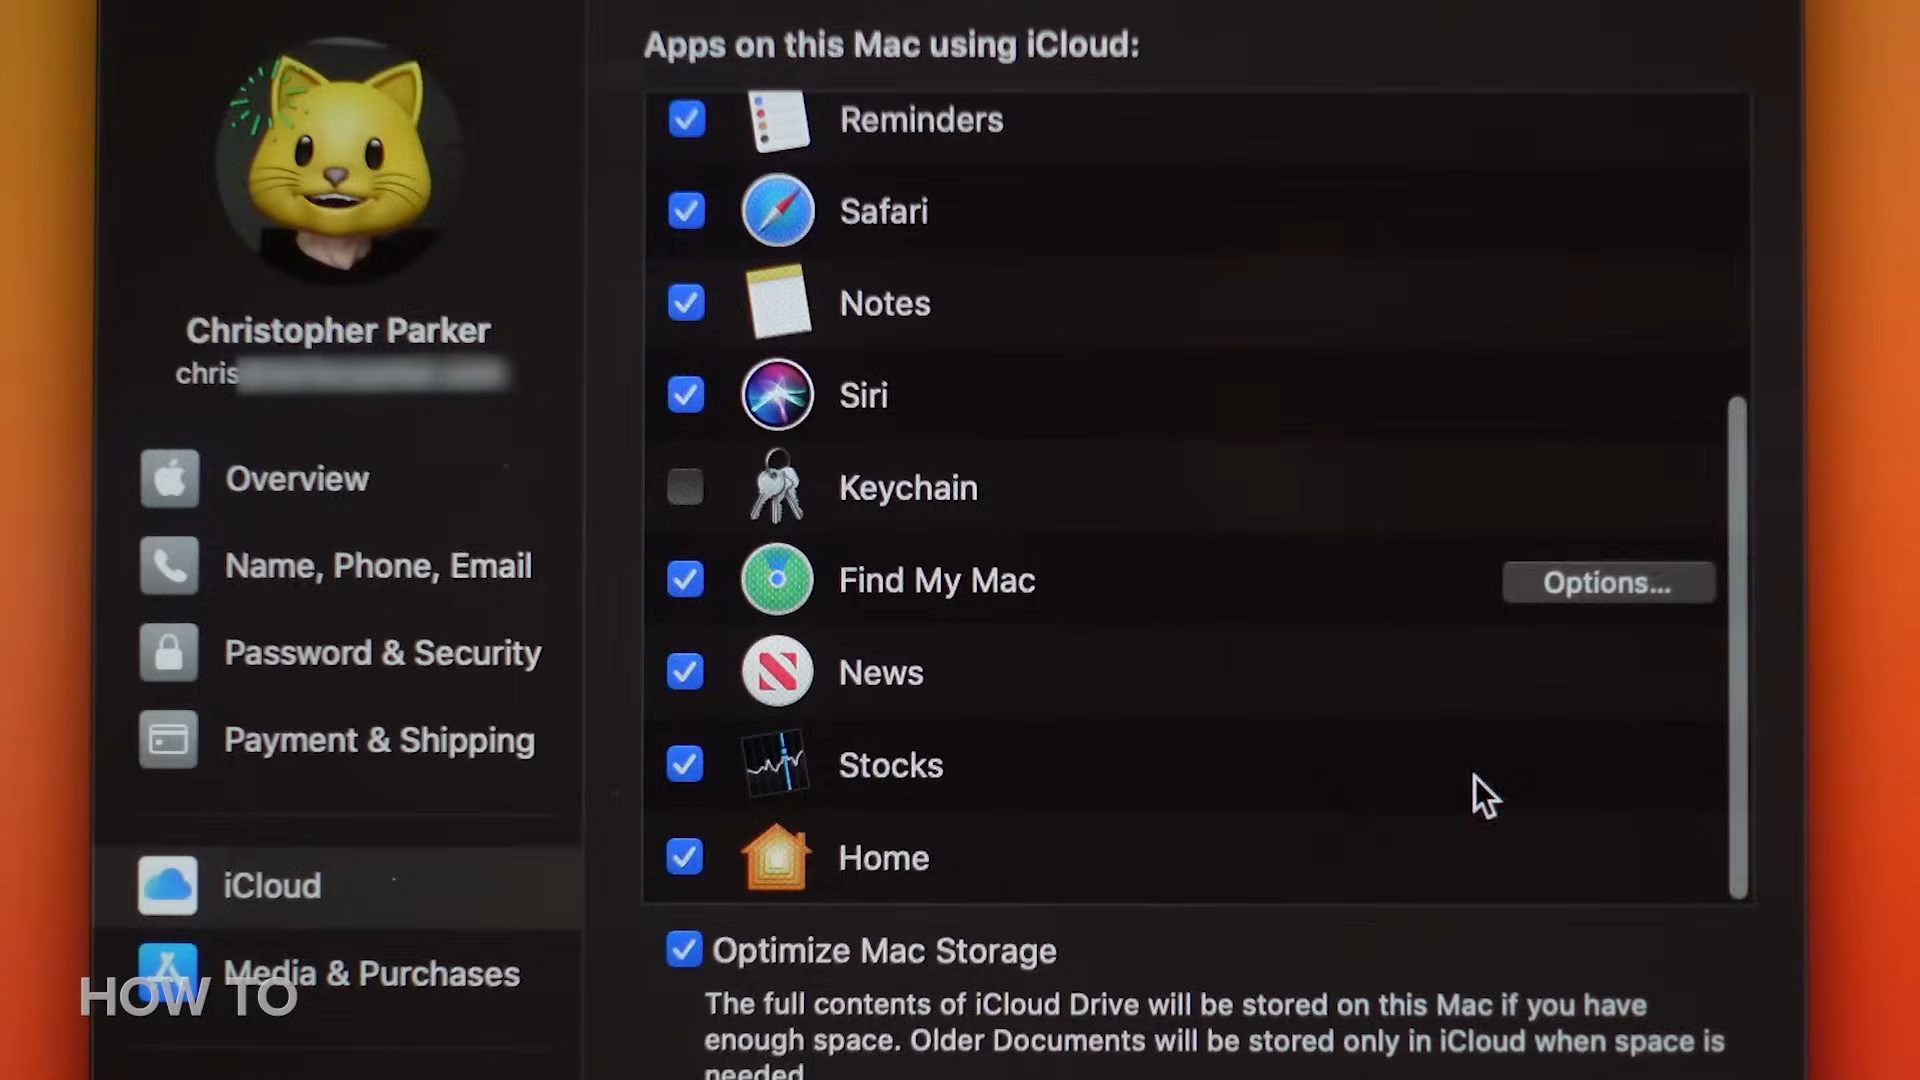 Apps on this Mac using iCloud:
Reminders
Safari
Notes
Siri
Keychain
Find My Mac
Options...
News
Stocks
Home
Optimize Mac Storage
The full contents of iCloud Drive will be stored on this Mac if you have
enough space. Older Documents will be stored only in iCloud when space is
needed
Christopher Parker
chris
Overview
Name, Phone, Email
Password & Security
Payment & Shipping
iCloud
Media & Purchases
HOW TO